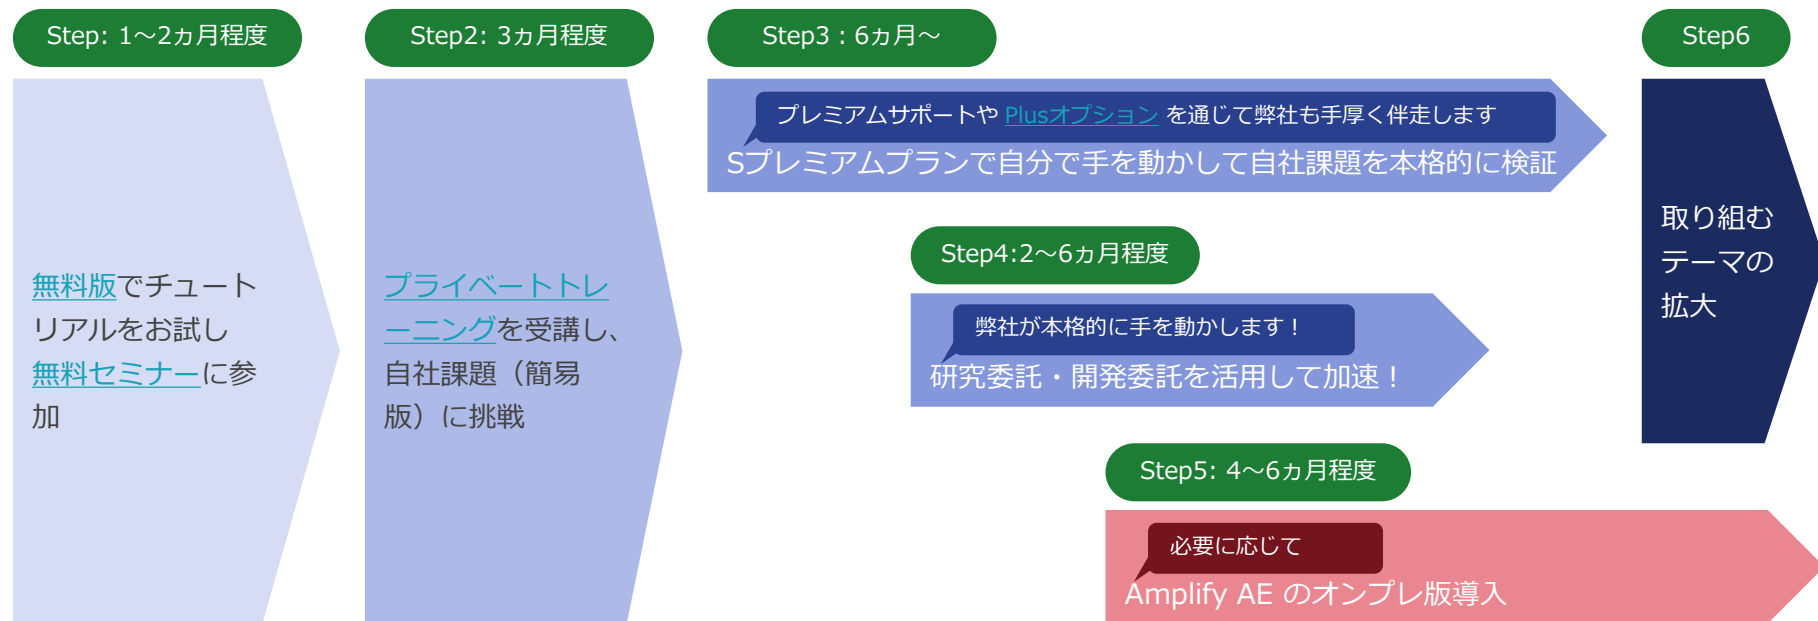 Step: 1～2ヵ月程度
無料版でチュート
リアルをお試し
無料セミナーに参
加
Step2: 3ヵ月程度
プライベートトレ
ーニングを受講し、
自社課題（簡易
版）に挑戦
Step3 : 6ヵ月～
プレミアムサポートや Plusオプション を通じて弊社も手厚く伴走します
Sプレミアムプランで自分で手を動かして自社課題を本格的に検証
Step4:2～6ヵ月程度
弊社が本格的に手を動かします！
研究委託・開発委託を活用して加速！
Step5: 4～6ヵ月程度
必要に応じて
Amplify AE のオンプレ版導入
Step6
取り組む
テーマの
拡大